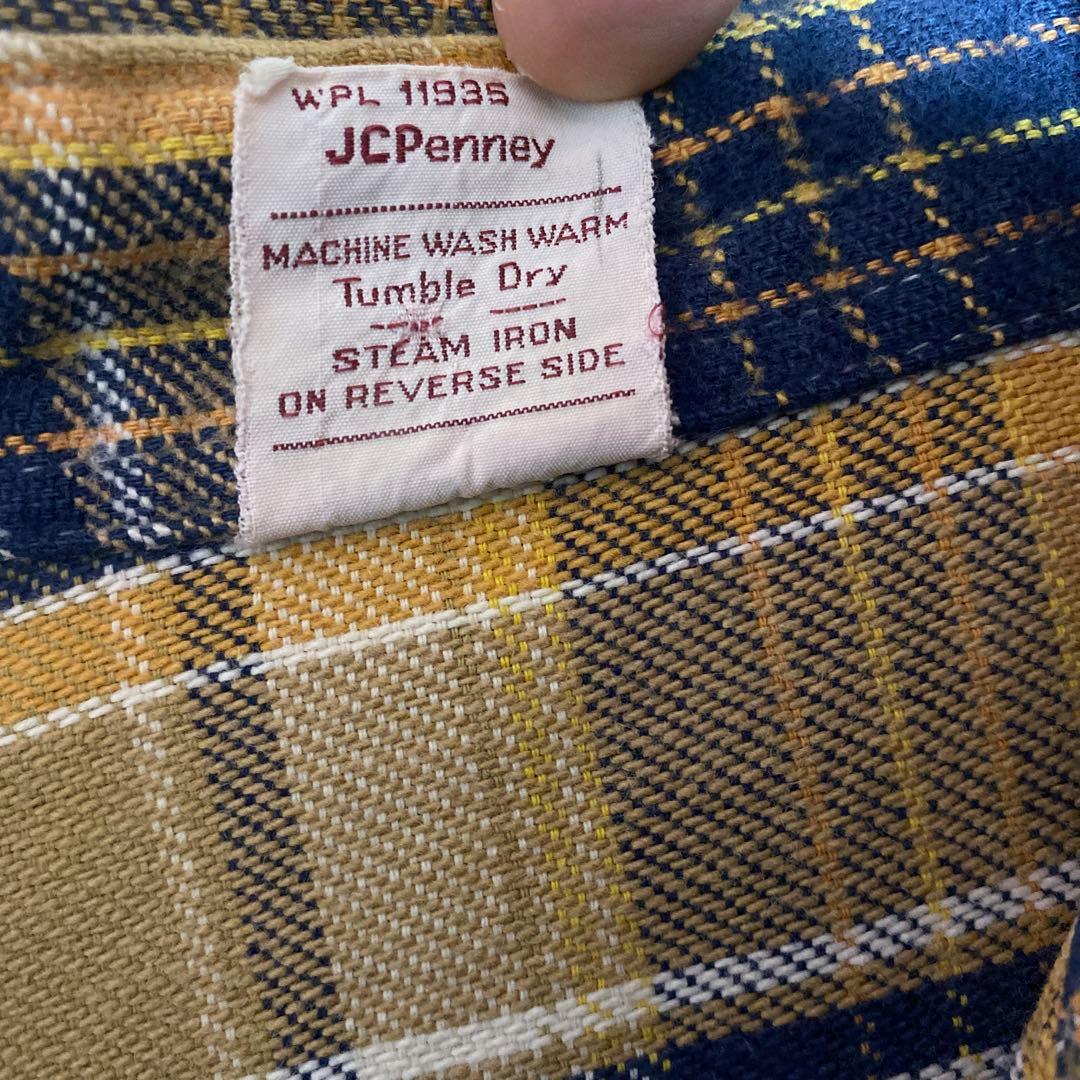 WPL 11935
JCPenney
MACHINE WASH WARM
Tumble Dry
STEAM IRON
ON REVERSE SIDE